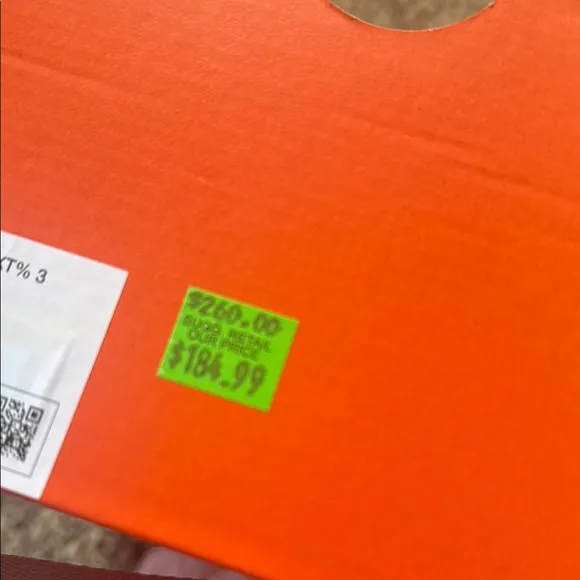 XT% 3
$260.00
SUGG. RETAIL
OUR PRICE
$184.99